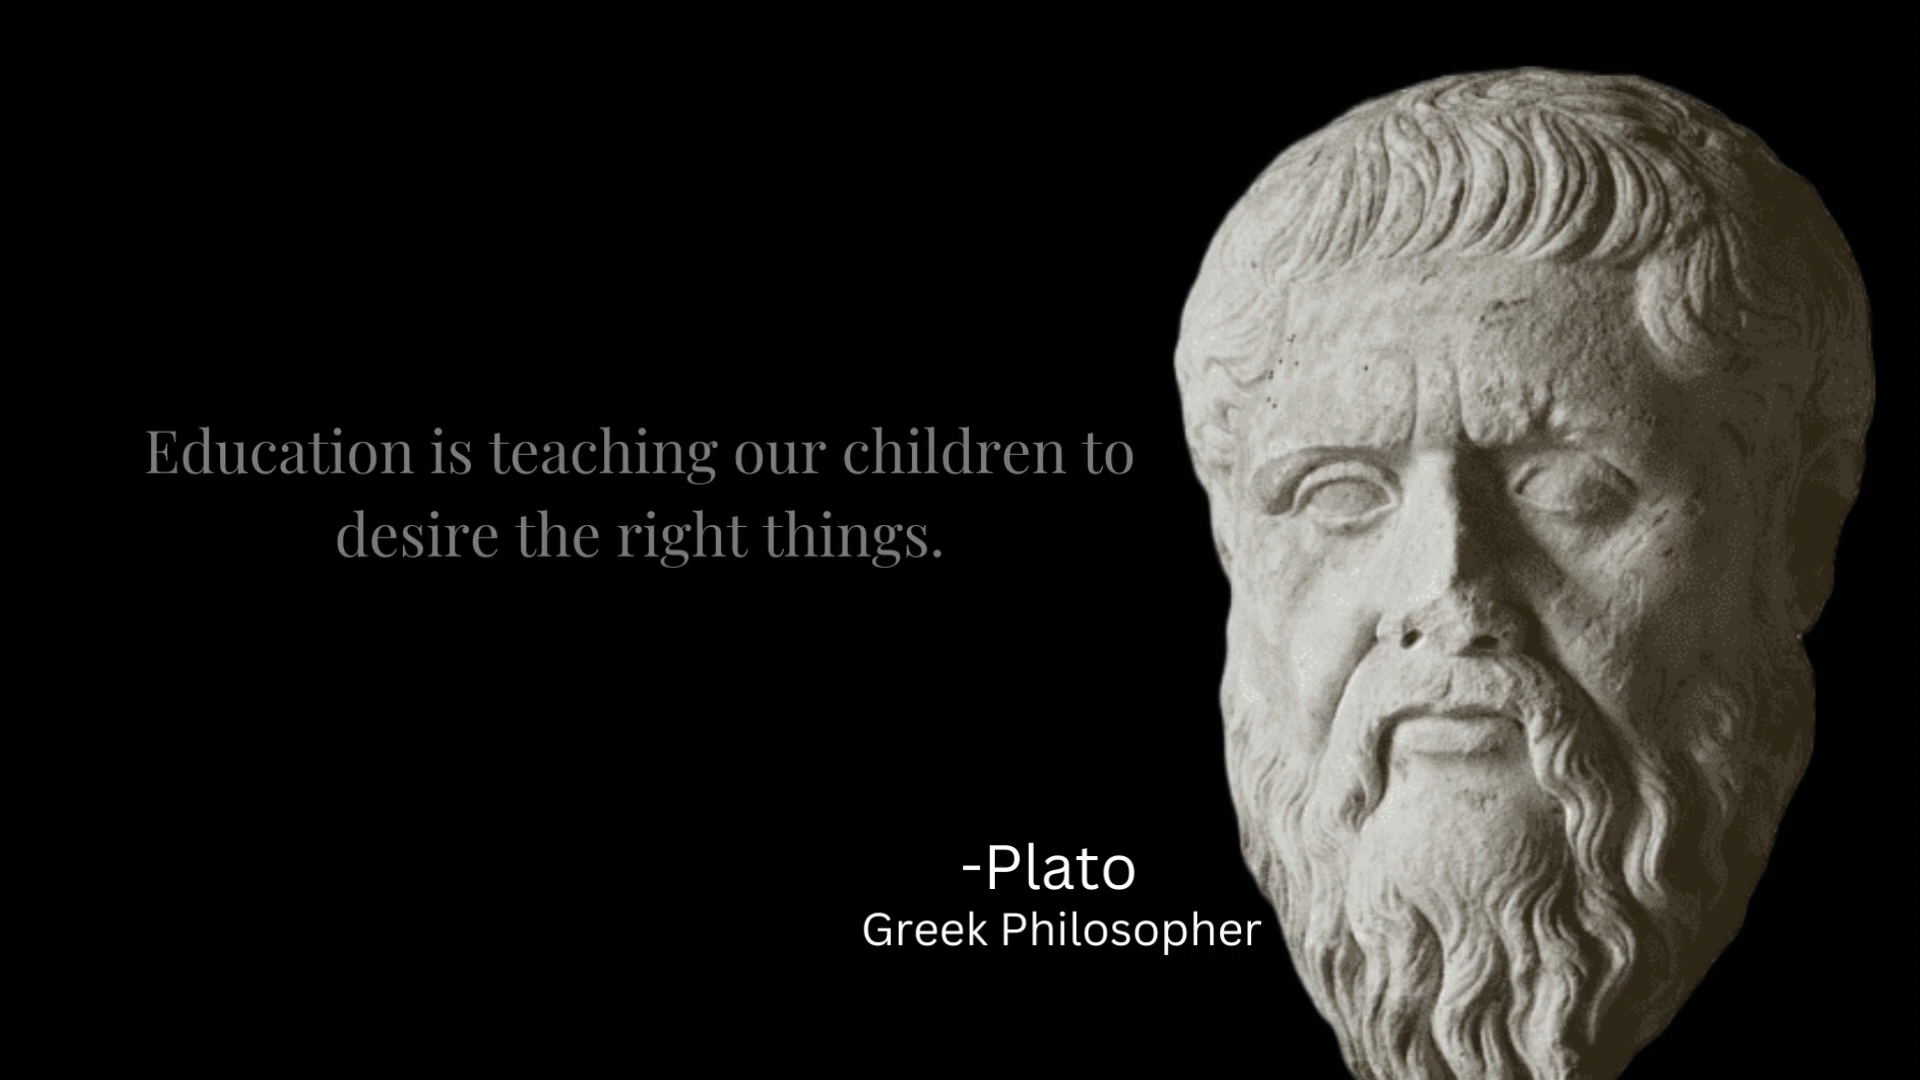 Education is teaching our children to
desire the right things.
-Plato
Greek Philosopher